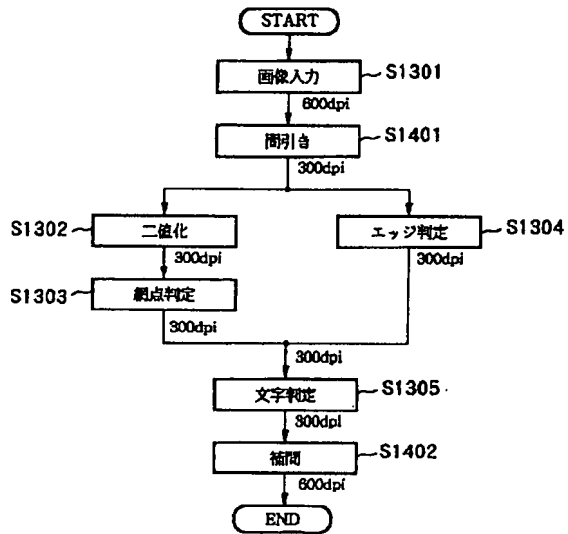 START
画像入力
S1301
600dpi
間引き
S1401
300dpi
S1302
二値化
エッジ判定
S1304
300dpi
300dpi
S1303
網点判定
300dpi
300dpi
文字判定
S1305
300dpi
補間
S1402
600dpi
END